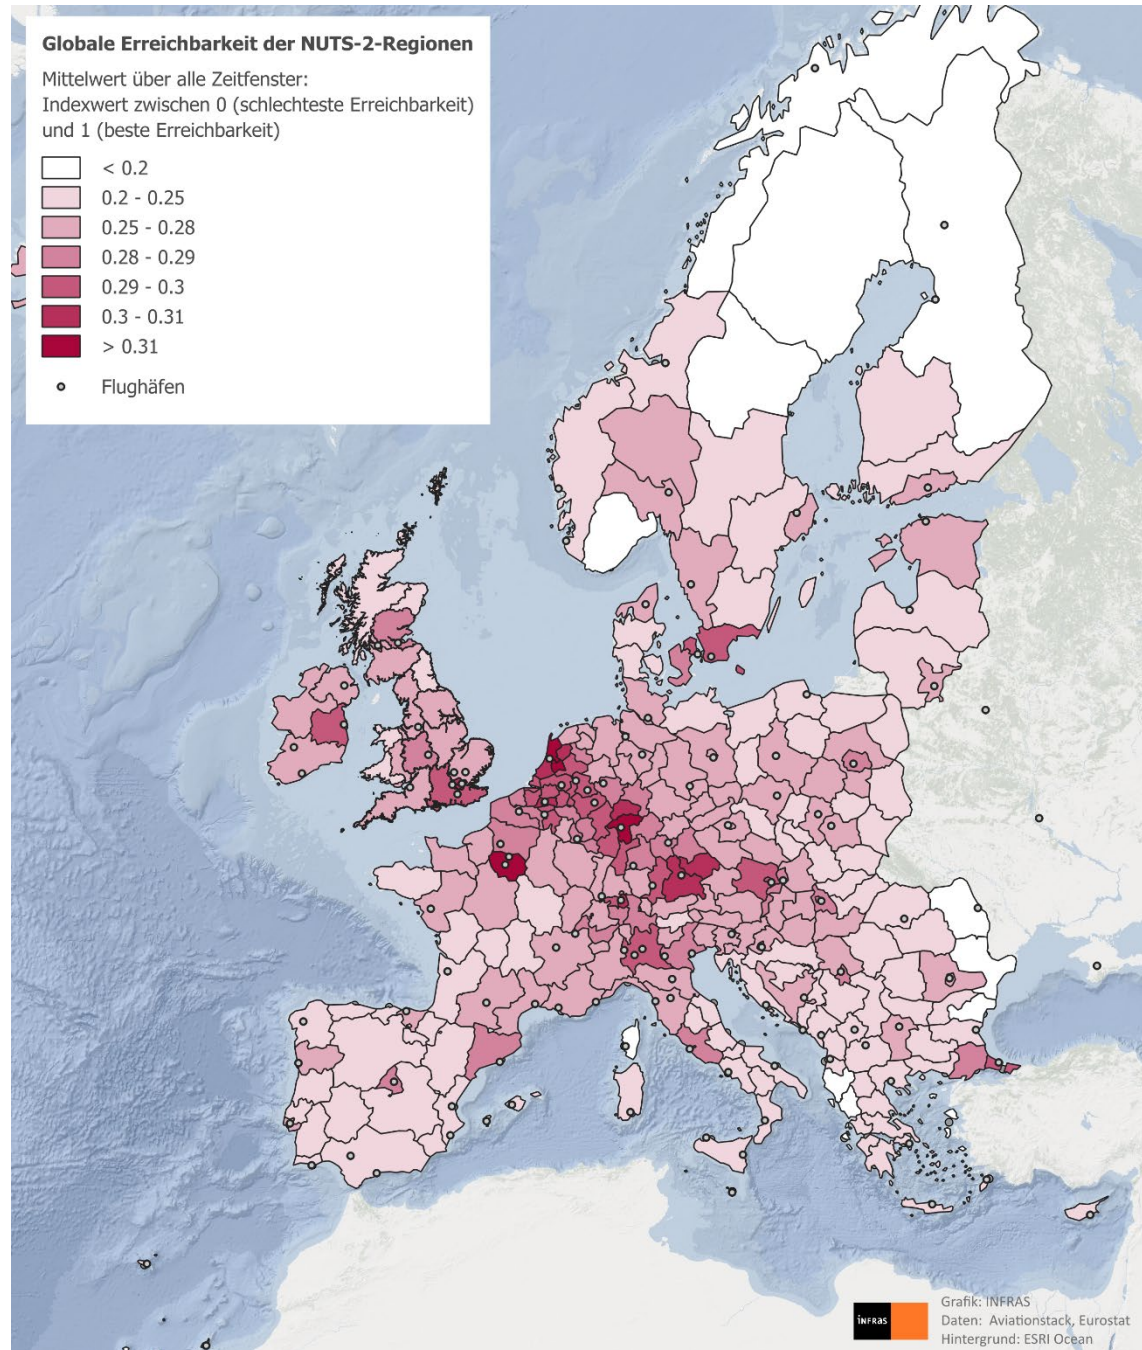 Globale Erreichbarkeit der NUTS-2-Regionen
Mittelwert über alle Zeitfenster:
Indexwert zwischen 0 (schlechteste Erreichbarkeit)
und 1 (beste Erreichbarkeit)
< 0.2
0.2 - 0.25
0.25 - 0.28
0.28 - 0.29
0.29 - 0.3
0.3 - 0.31
> 0.31
Flughäfen
INFRAS
Grafik: INFRAS
Daten: Aviationstack, Eurostat
Hintergrund: ESRI Ocean